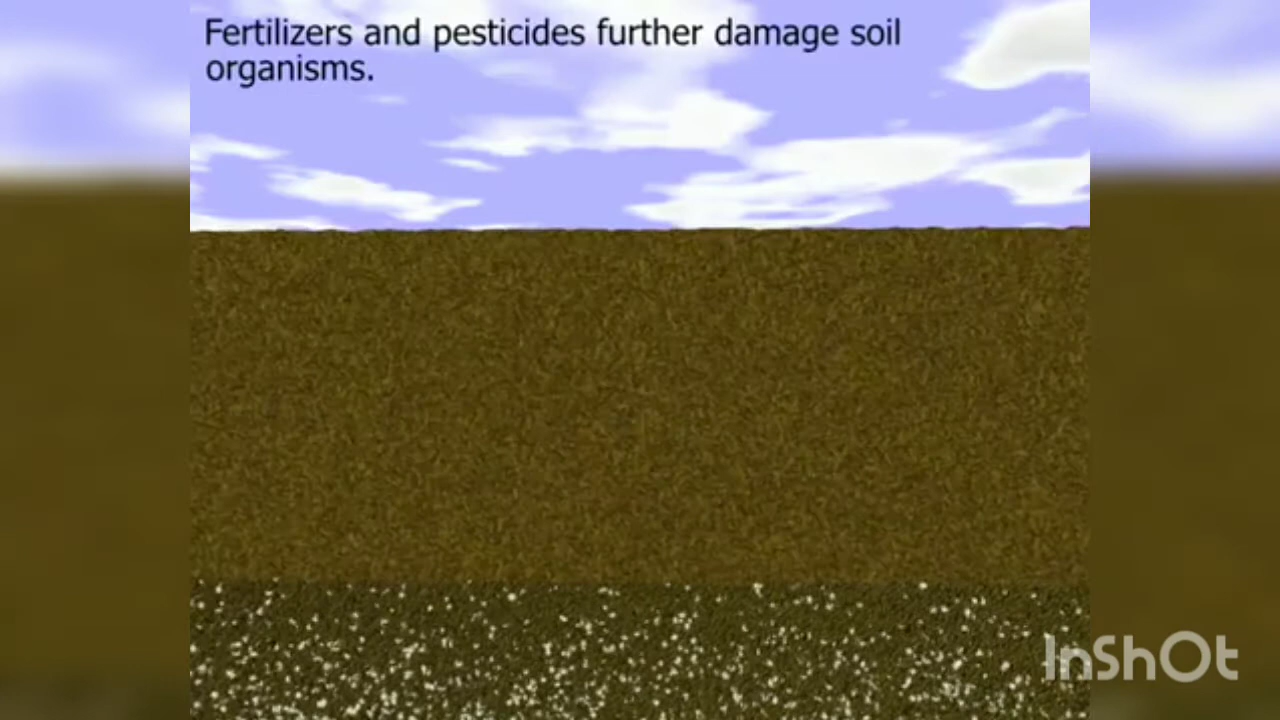 Fertilizers and pesticides further damage soil
organisms.
InShOt